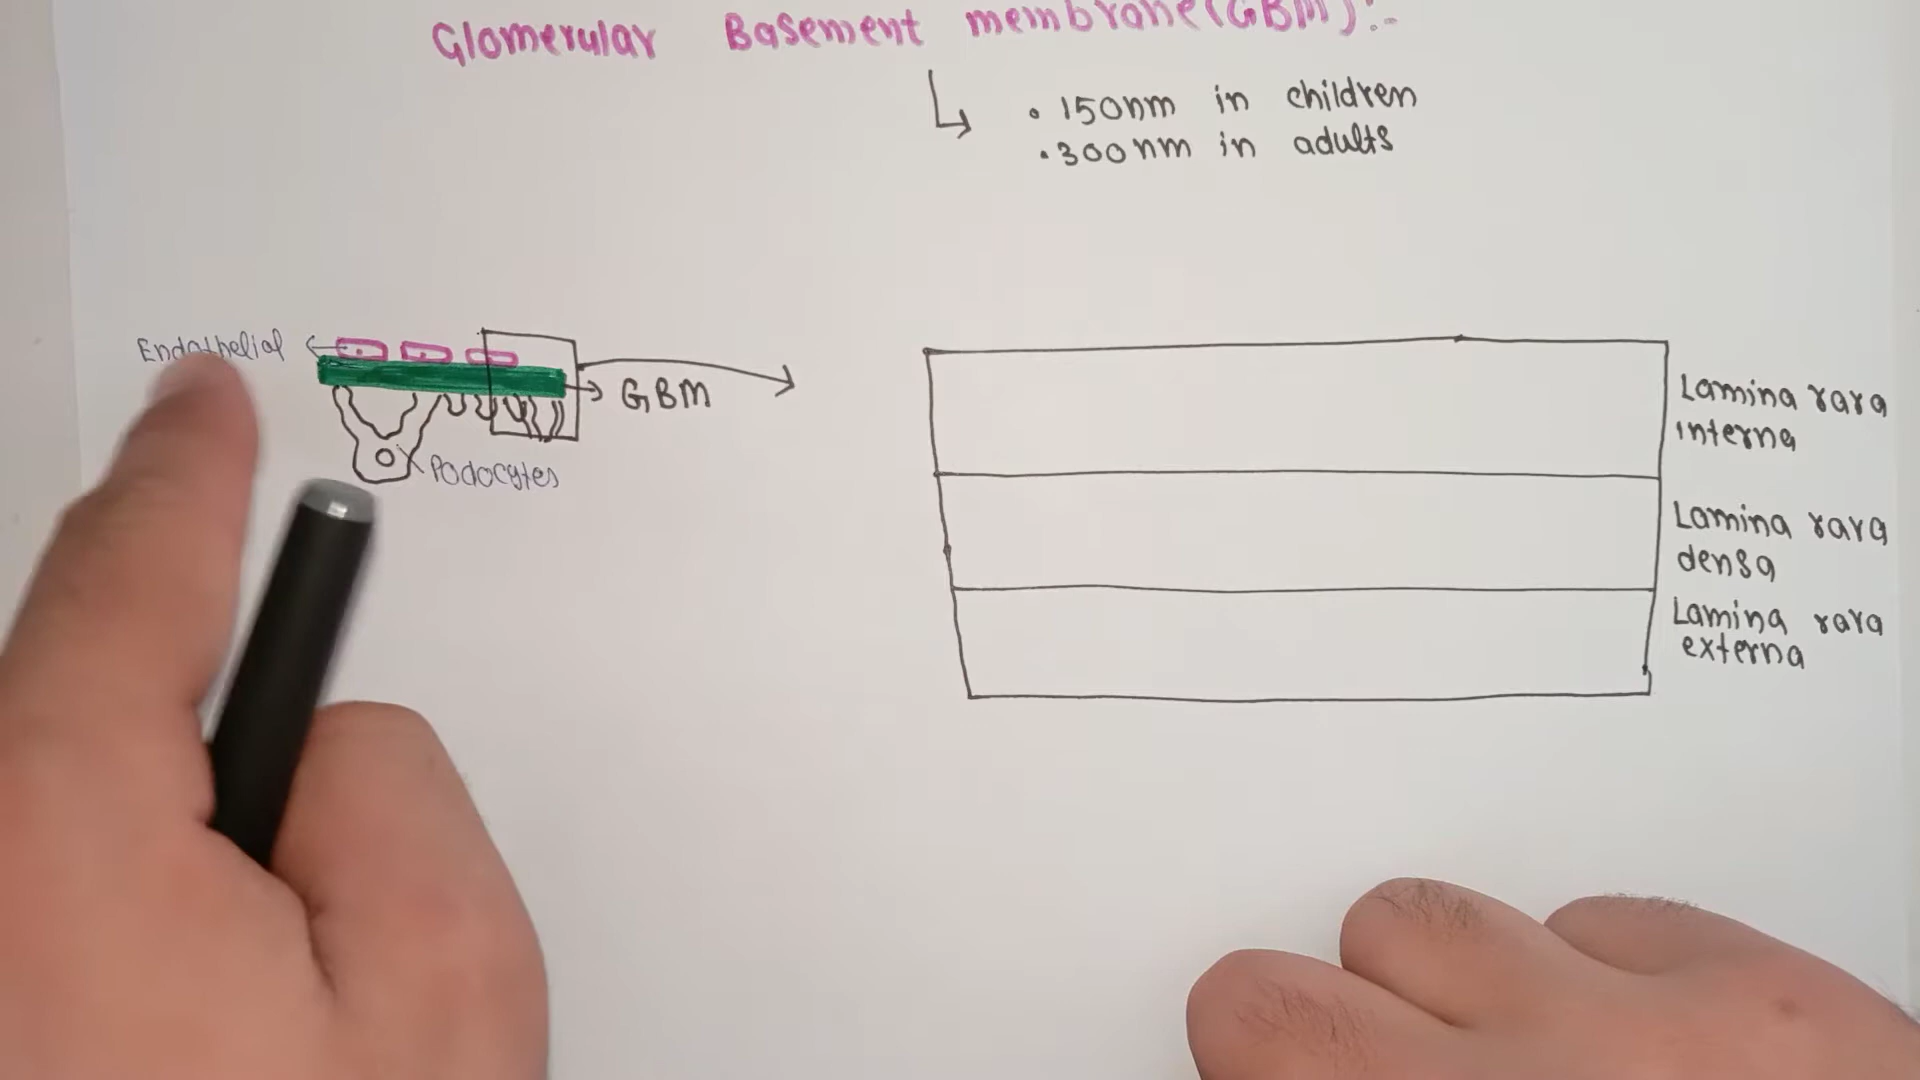 Glomerular Basement membrane (GBM):-
• 150nm in children
• 300nm in adults
Endothelial
GBM
Podocytes
Lamina rara
interna
Lamina rara
densa
Lamina rara
externa